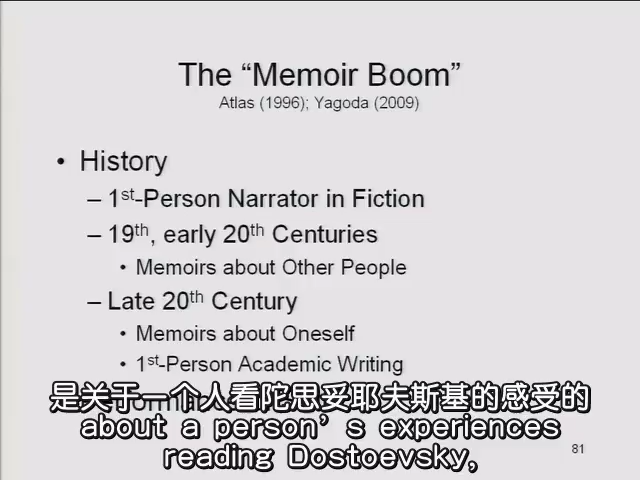 The “Memoir Boom”
Atlas (1996); Yagoda (2009)
• History
– 1st-Person Narrator in Fiction
– 19th, early 20th Centuries
• Memoirs about Other People
– Late 20th Century
• Memoirs about Oneself
• 1st-Person Academic Writing
是关于一个人看陀思妥耶夫斯基的感受的
about a person’s experiences
reading Dostoevsky,
81